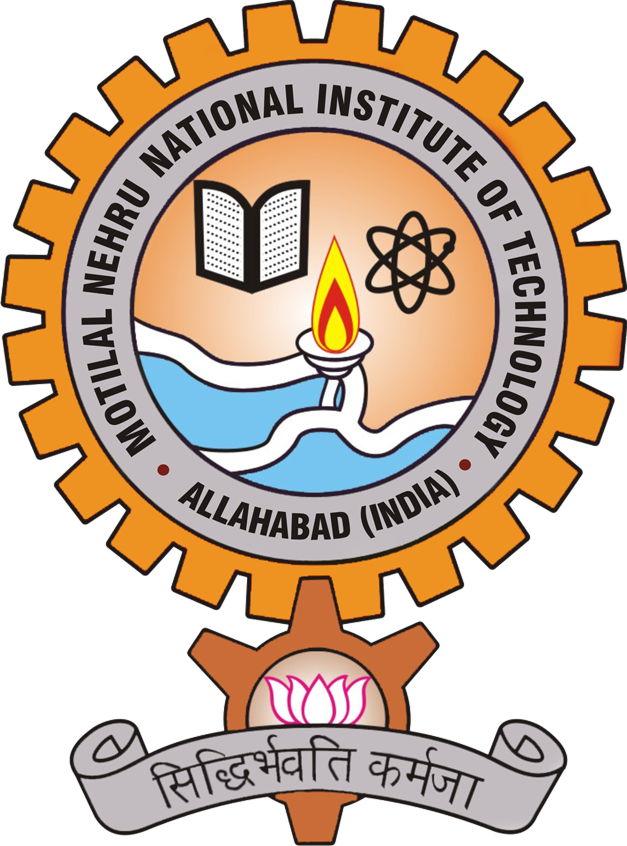 MOTILAL NEHRU NATIONAL INSTITUTE OF TECHNOLOGY
• ALLAHABAD (INDIA) •
सिद्धिर्भवति कर्मजा